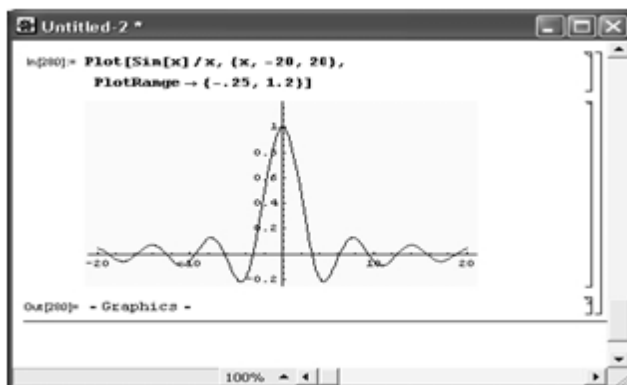 Untitled-2 *
In[280]:= Plot[Sin[x]/x, {x, -20, 20},
PlotRange → {-.25, 1.2}]
1
0.8
0.6
0.4
0.2
-20 -10 10 20
-0.2
Out[280]= - Graphics -
100%